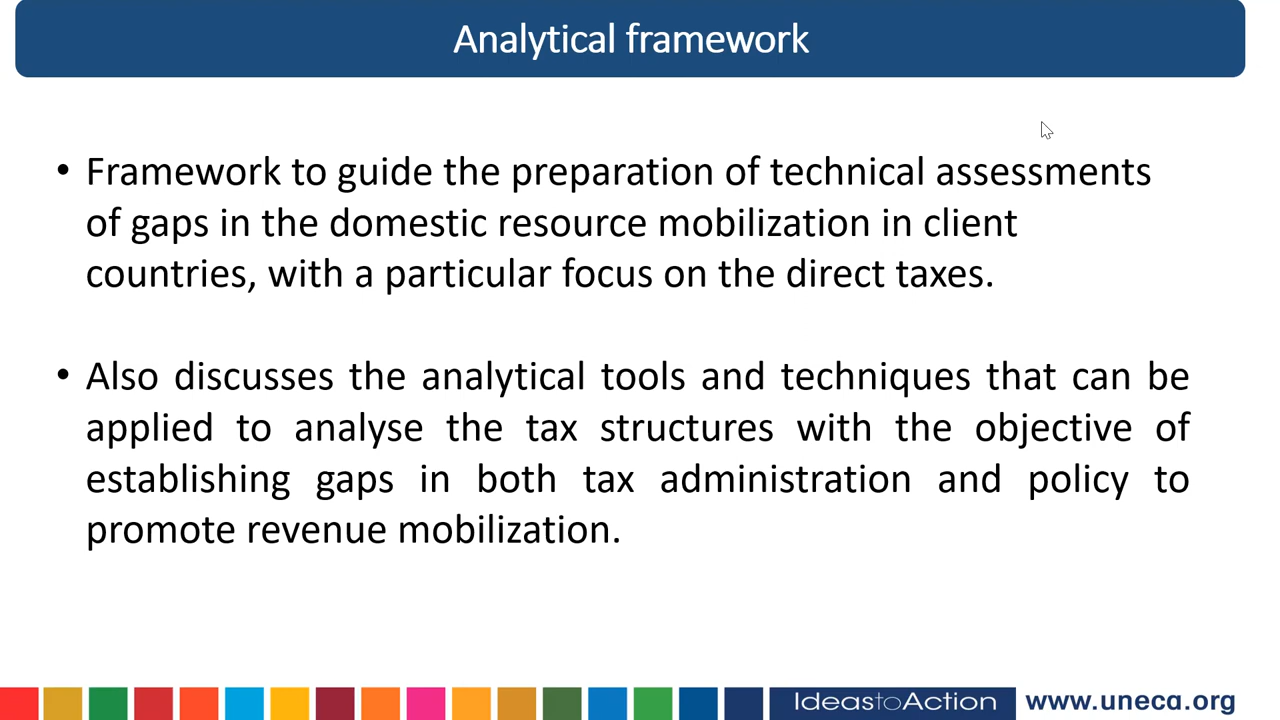 Analytical framework
• Framework to guide the preparation of technical assessments
of gaps in the domestic resource mobilization in client
countries, with a particular focus on the direct taxes.
• Also discusses the analytical tools and techniques that can be
applied to analyse the tax structures with the objective of
establishing gaps in both tax administration and policy to
promote revenue mobilization.
IdeastoAction www.uneca.org